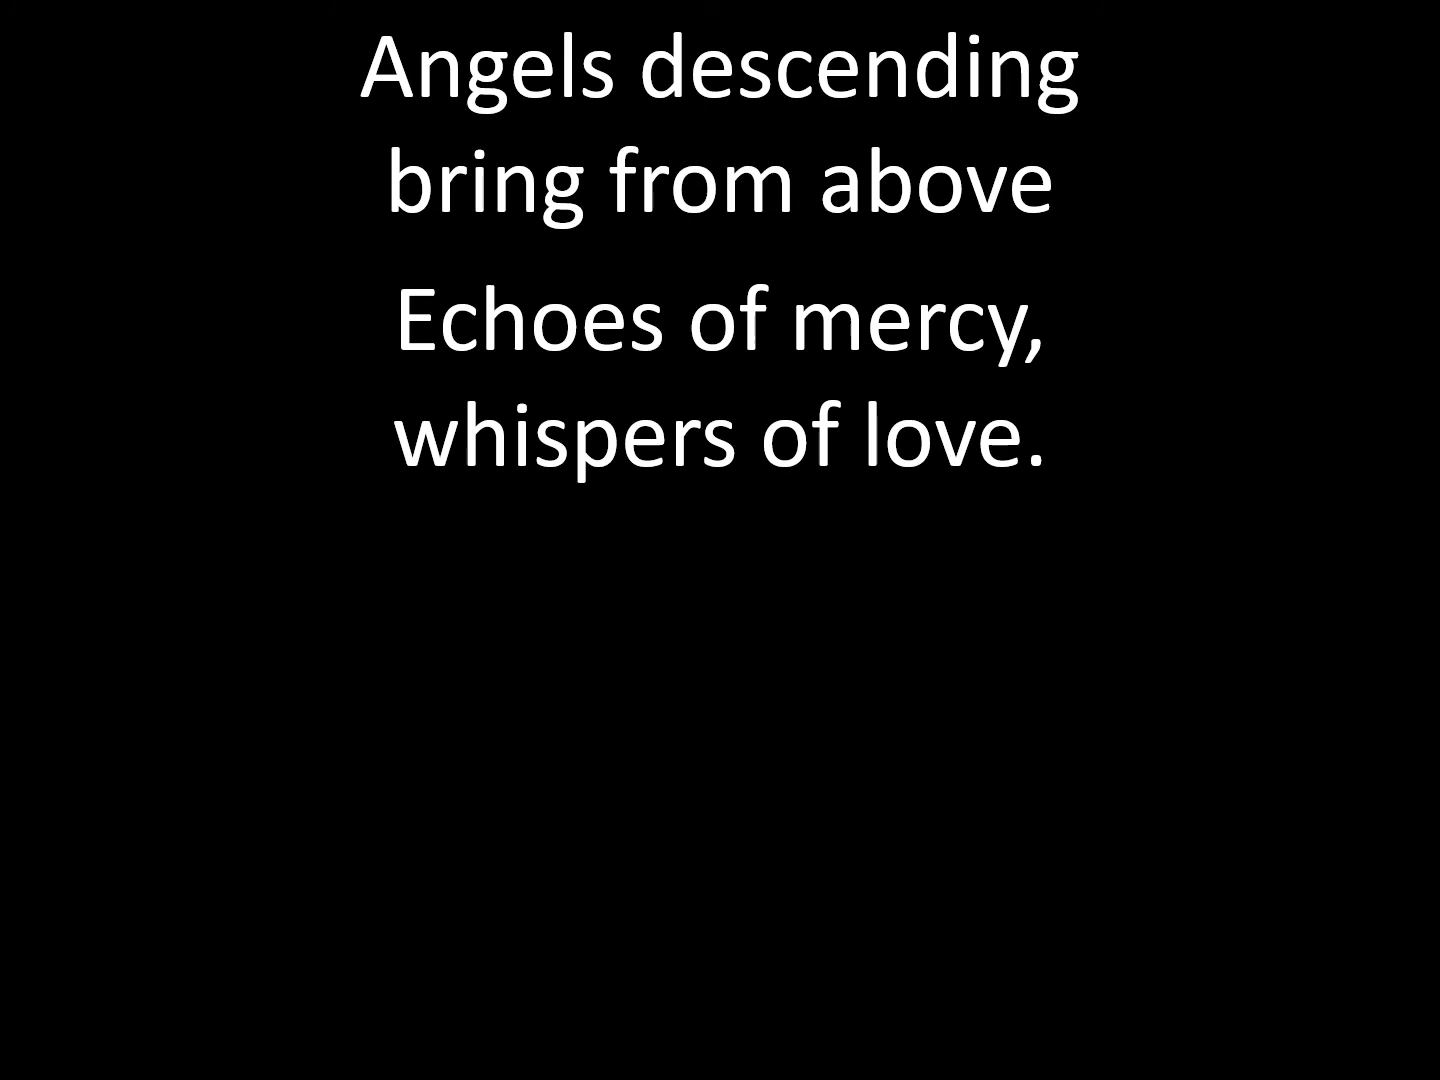 Angels descending
bring from above
Echoes of mercy,
whispers of love.